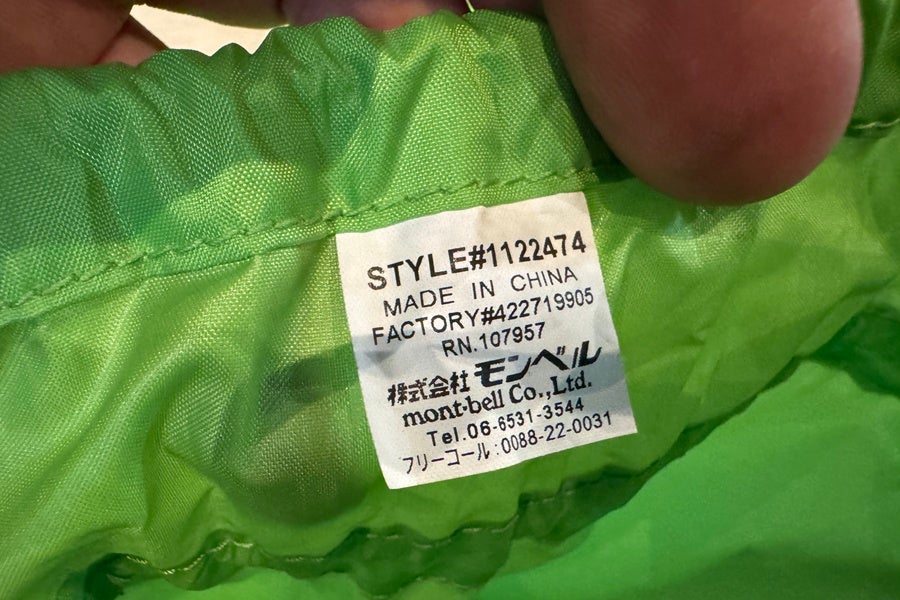 STYLE#1122474
MADE IN CHINA
FACTORY#422719905
RN.107957
株式会社 モンベル
mont-bell Co.,Ltd.
Tel.06-6531-3544
フリーコール:0088-22-0031